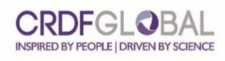 CRDFGLOBAL
INSPIRED BY PEOPLE | DRIVEN BY SCIENCE